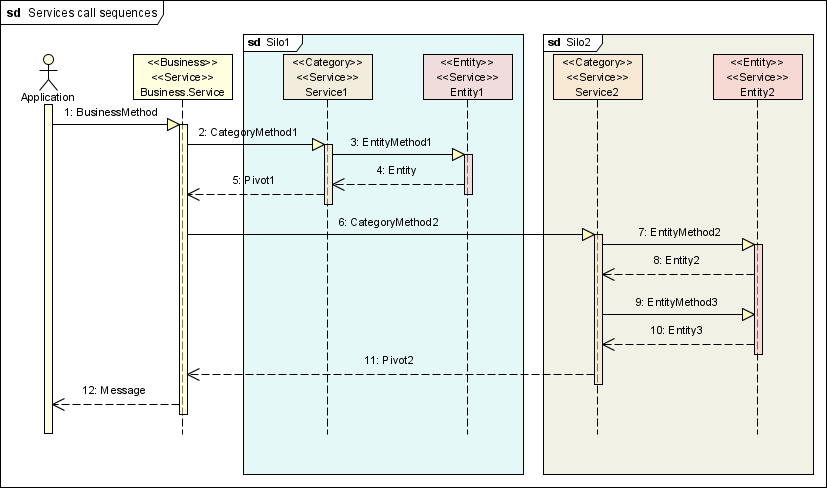 sd Services call sequences
sd Silo1
sd Silo2
Application
<<Business>>
<<Service>>
Business.Service
<<Category>>
<<Service>>
Service1
<<Entity>>
<<Service>>
Entity1
<<Category>>
<<Service>>
Service2
<<Entity>>
<<Service>>
Entity2
1: BusinessMethod
2: CategoryMethod1
3: EntityMethod1
4: Entity
5: Pivot1
6: CategoryMethod2
7: EntityMethod2
8: Entity2
9: EntityMethod3
10: Entity3
11: Pivot2
12: Message